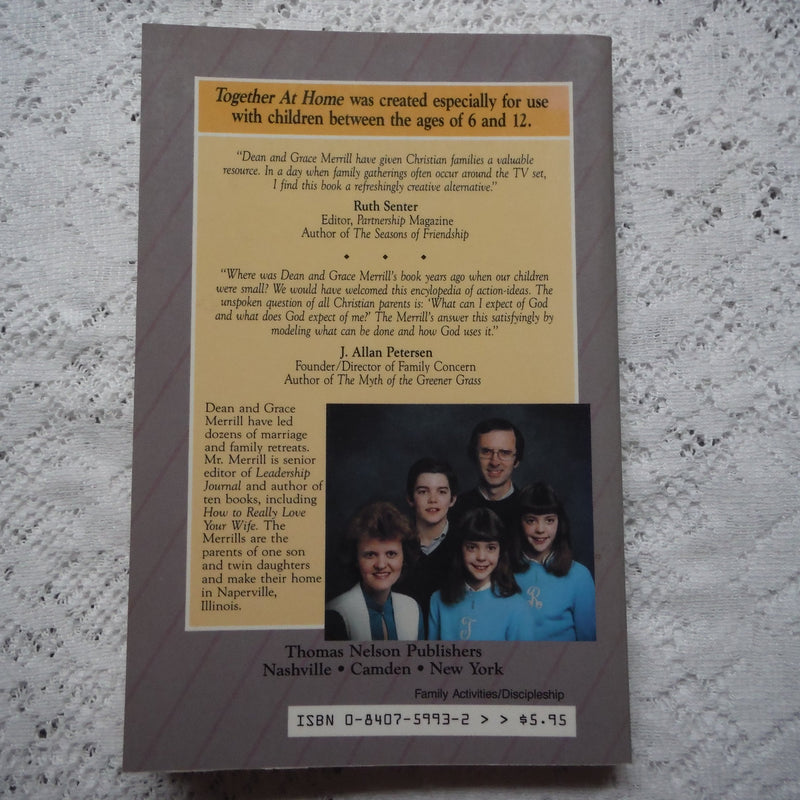 Together At Home was created especially for use
with children between the ages of 6 and 12.
"Dean and Grace Merrill have given Christian families a valuable
resource. In a day when family gatherings often occur around the TV set,
I find this book a refreshingly creative alternative."
Ruth Senter
Editor, Partnership Magazine
Author of The Seasons of Friendship
"Where was Dean and Grace Merrill's book years ago when our children
were small? We would have welcomed this encylopedia of action-ideas. The
unspoken question of all Christian parents is: 'What can I expect of God
and what does God expect of me?' The Merrill's answer this satisfyingly by
modeling what can be done and how God uses it."
J. Allan Petersen
Founder/Director of Family Concern
Author of The Myth of the Greener Grass
Dean and Grace
Merrill have led
dozens of marriage
and family retreats.
Mr. Merrill is senior
editor of Leadership
Journal and author of
ten books, including
How to Really Love
Your Wife. The
Merrills are the
parents of one son
and twin daughters
and make their home
in Naperville,
Illinois.
T
R
Thomas Nelson Publishers
Nashville • Camden • New York
Family Activities/Discipleship
ISBN 0-8407-5993-2 > > $5.95